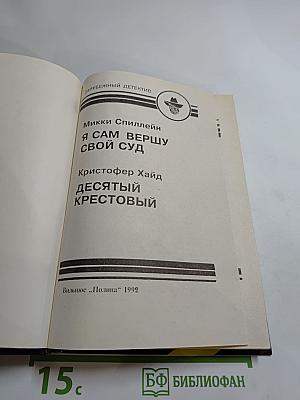 ЗАРУБЕЖНЫЙ ДЕТЕКТИВ
Микки Спиллейн
Я САМ ВЕРШУ
СВОЙ СУД
Кристофер Хайд
ДЕСЯТЫЙ
КРЕСТОВЫЙ
Вильнюс „Полина“ 1992
15с
БФ БИБЛИОФАН